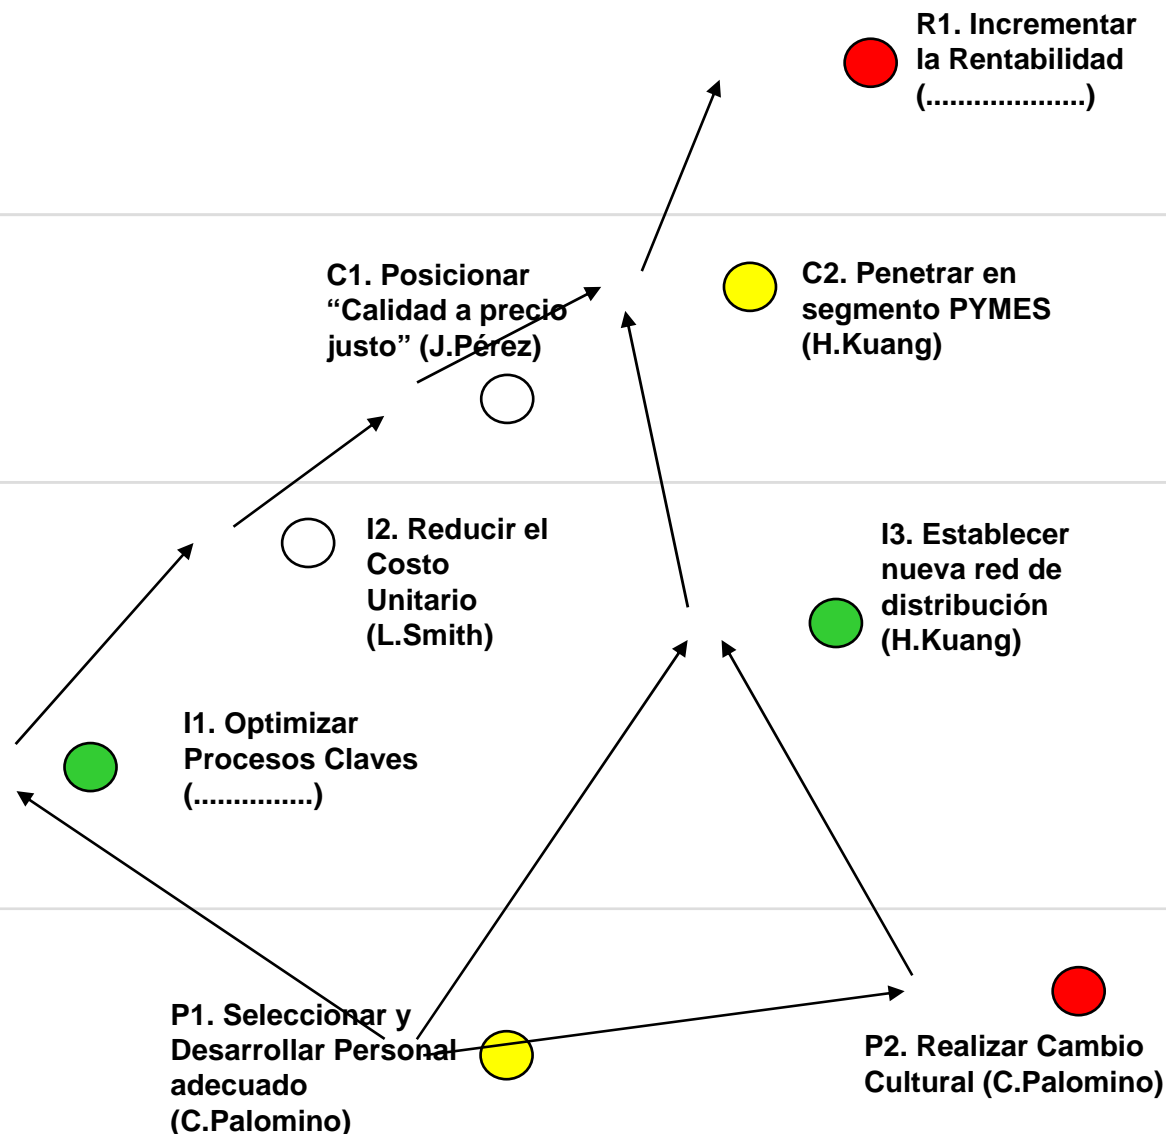 R1. Incrementar
la Rentabilidad
(....................)
C1. Posicionar
“Calidad a precio
justo” (J.Pérez)
C2. Penetrar en
segmento PYMES
(H.Kuang)
I2. Reducir el
Costo
Unitario
(L.Smith)
I3. Establecer
nueva red de
distribución
(H.Kuang)
I1. Optimizar
Procesos Claves
(...............)
P1. Seleccionar y
Desarrollar Personal
adecuado
(C.Palomino)
P2. Realizar Cambio
Cultural (C.Palomino)